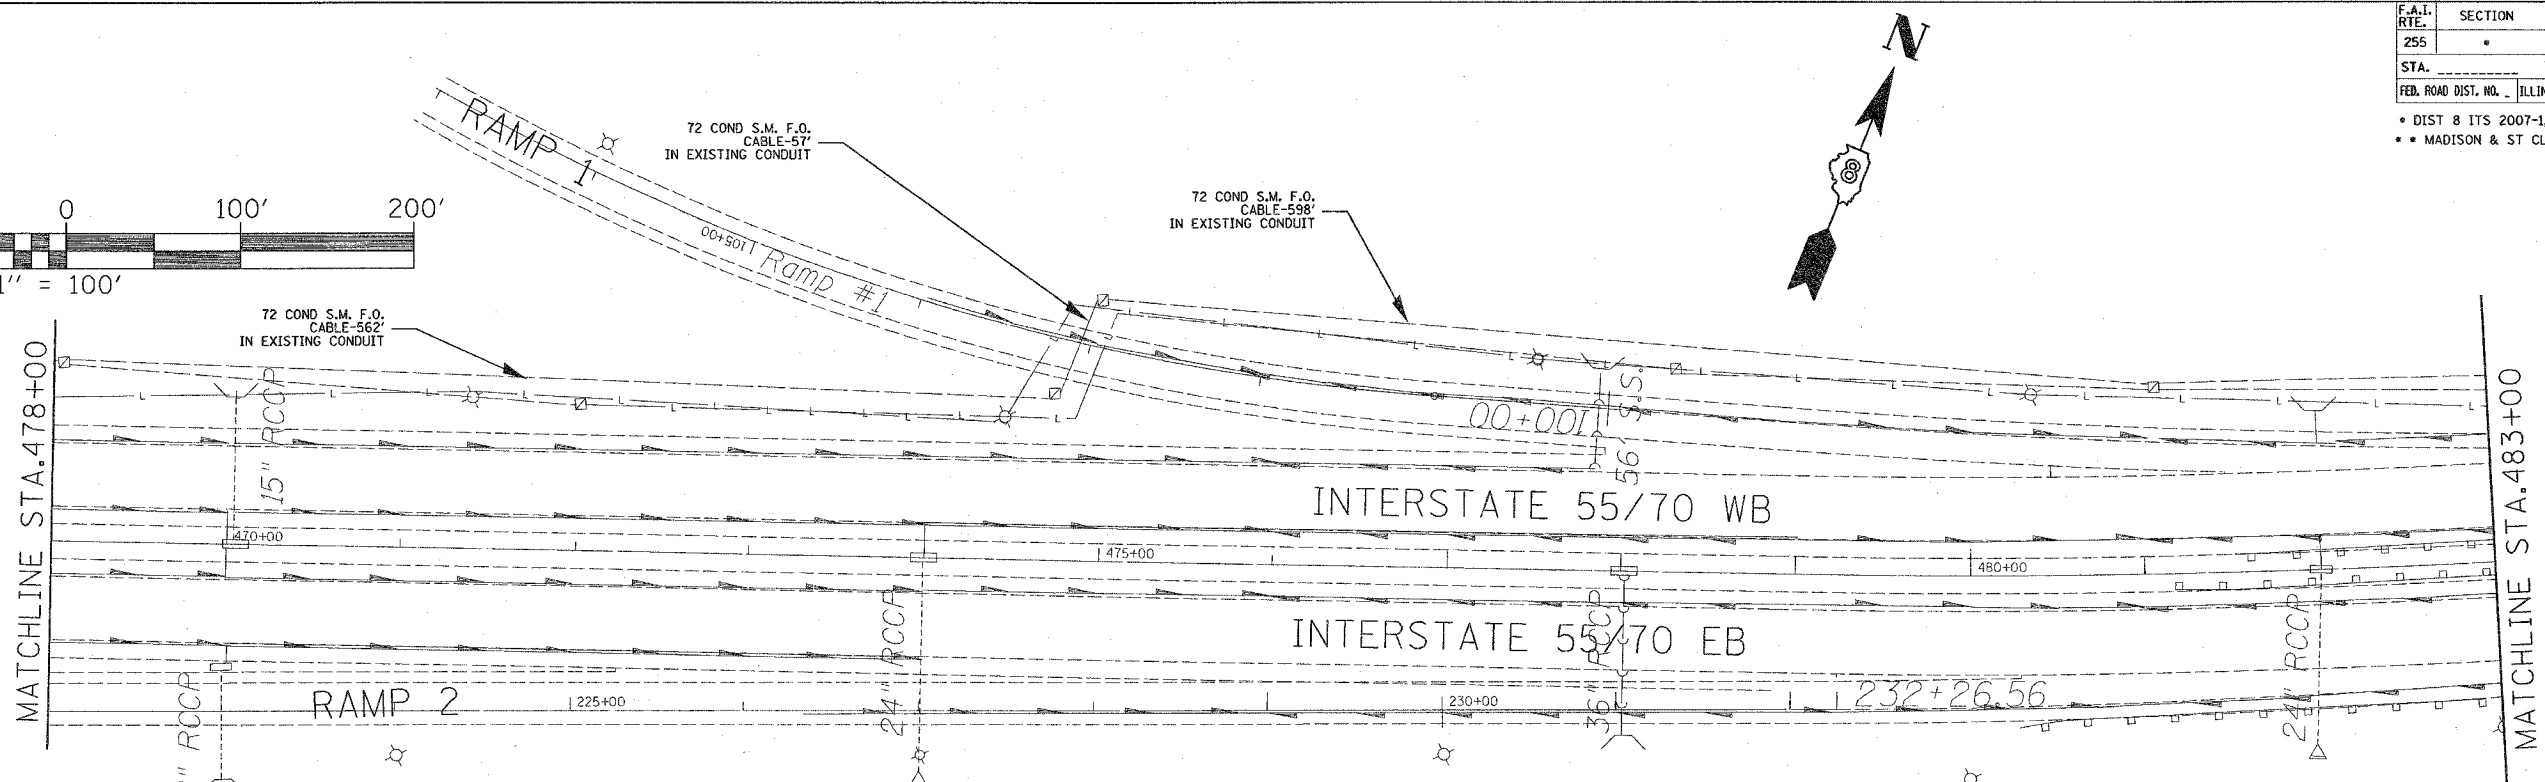 F.A.I.
RTE.
SECTION
255
*
STA.
FED. ROAD DIST. NO. _
* DIST 8 ITS 2007-1
* * MADISON & ST
N
8
0
100'
200'
1" = 100'
RAMP 1
105+00
Ramp #1
72 COND S.M. F.O.
CABLE-57'
IN EXISTING CONDUIT
72 COND S.M. F.O.
CABLE-598'
IN EXISTING CONDUIT
72 COND S.M. F.O.
CABLE-562'
IN EXISTING CONDUIT
MATCHLINE STA.478+00
15" RCCP
100+00
56' S.S.
INTERSTATE 55/70 WB
470+00
475+00
480+00
MATCHLINE STA.483+00
INTERSTATE 55/70 EB
RCCP
24" RCCP
36" RCCP
24" RCCP
RAMP 2
225+00
230+00
232+26.56